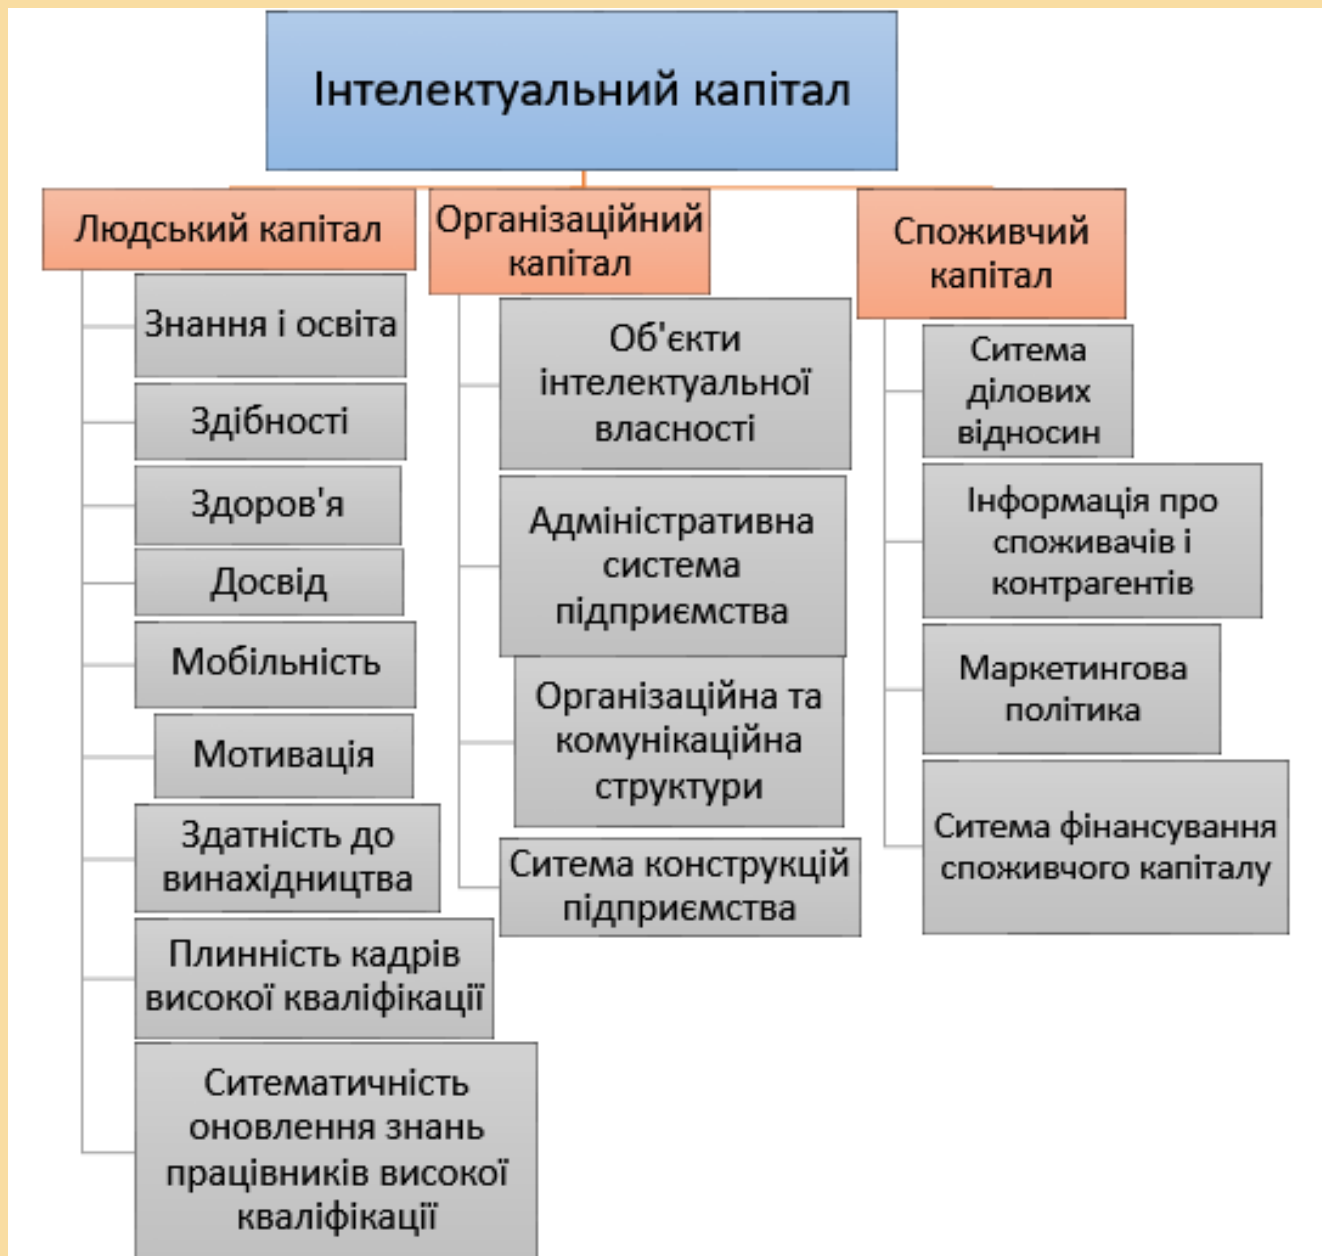 Інтелектуальний капітал
Людський капітал
Знання і освіта
Здібності
Здоров'я
Досвід
Мобільність
Мотивація
Здатність до
винахідництва
Плинність кадрів
високої кваліфікації
Ситематичність
оновлення знань
працівників високої
кваліфікації
Організаційний
капітал
Об'єкти
інтелектуальної
власності
Адміністративна
система
підприємства
Організаційна та
комунікаційна
структури
Ситема конструкцій
підприємства
Споживчий
капітал
Ситема
ділових
відносин
Інформація про
споживачів і
контрагентів
Маркетингова
політика
Ситема фінансування
споживчого капіталу